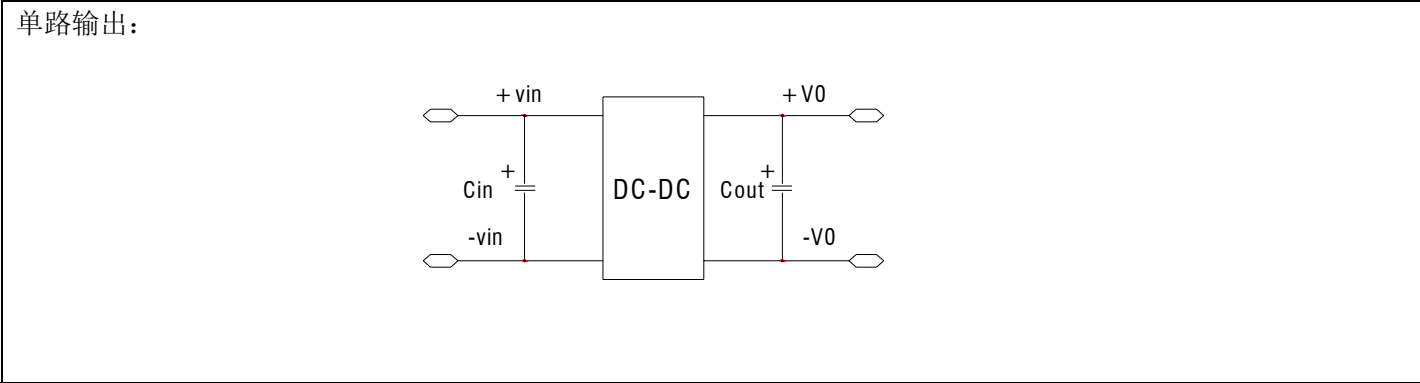 单路输出：
+vin
+V0
+
Cin
DC-DC
+
Cout
-vin
-V0